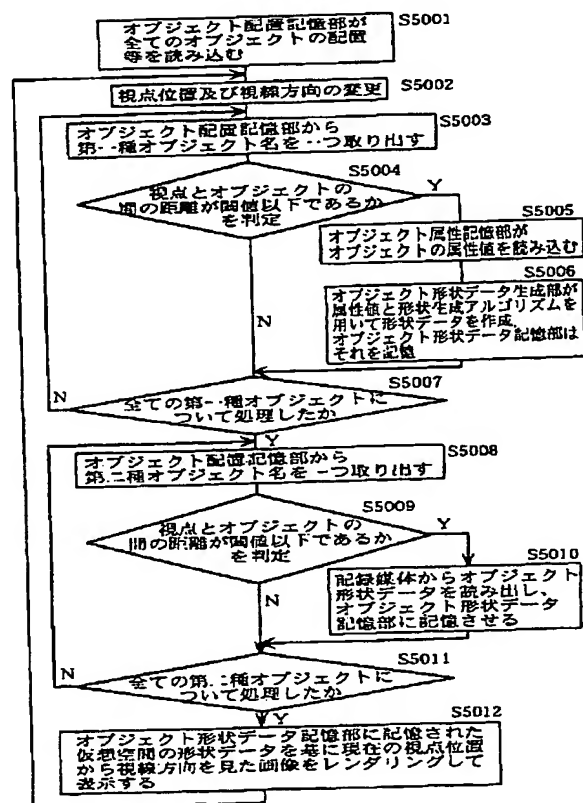 オブジェクト配置記憶部が
全てのオブジェクトの配置
等を読み込む
S5001
視点位置及び視線方向の変更
S5002
オブジェクト配置記憶部から
第一種オブジェクト名を一つ取り出す
S5003
視点とオブジェクトの
間の距離が閾値以下であるか
を判定
S5004
Y
オブジェクト属性記憶部が
オブジェクトの属性値を読み込む
S5005
オブジェクト形状データ生成部が
属性値と形状生成アルゴリズムを
用いて形状データを作成、
オブジェクト形状データ記憶部は
それを記憶
S5006
N
全ての第一種オブジェクトに
ついて処理したか
S5007
N
Y
オブジェクト配置記憶部から
第二種オブジェクト名を一つ取り出す
S5008
視点とオブジェクトの
間の距離が閾値以下であるか
を判定
S5009
Y
記録媒体からオブジェクト
形状データを読み出し、
オブジェクト形状データ
記憶部に記憶させる
S5010
N
全ての第二種オブジェクトに
ついて処理したか
S5011
N
Y
オブジェクト形状データ記憶部に記憶された
仮想空間の形状データを基に現在の視点位置
から視線方向を見た画像をレンダリングして
表示する
S5012